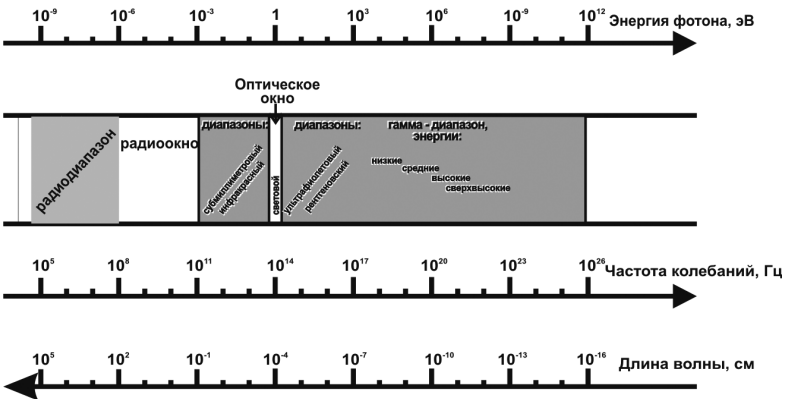 10⁻⁹ 10⁻⁶ 10⁻³ 1 10³ 10⁶ 10⁻⁹ 10¹² Энергия фотона, эВ
Оптическое
окно
диапазоны: диапазоны: гамма - диапазон,
энергии:
радиодиапазон
радиоокно
субмиллиметровый
инфракрасный
световой
ультрафиолетовый
рентгеновский
низкие
средние
высокие
сверхвысокие
10⁵ 10⁸ 10¹¹ 10¹⁴ 10¹⁷ 10²⁰ 10²³ 10²⁶ Частота колебаний, Гц
10⁵ 10² 10⁻¹ 10⁻⁴ 10⁻⁷ 10⁻¹⁰ 10⁻¹³ 10⁻¹⁶ Длина волны, см